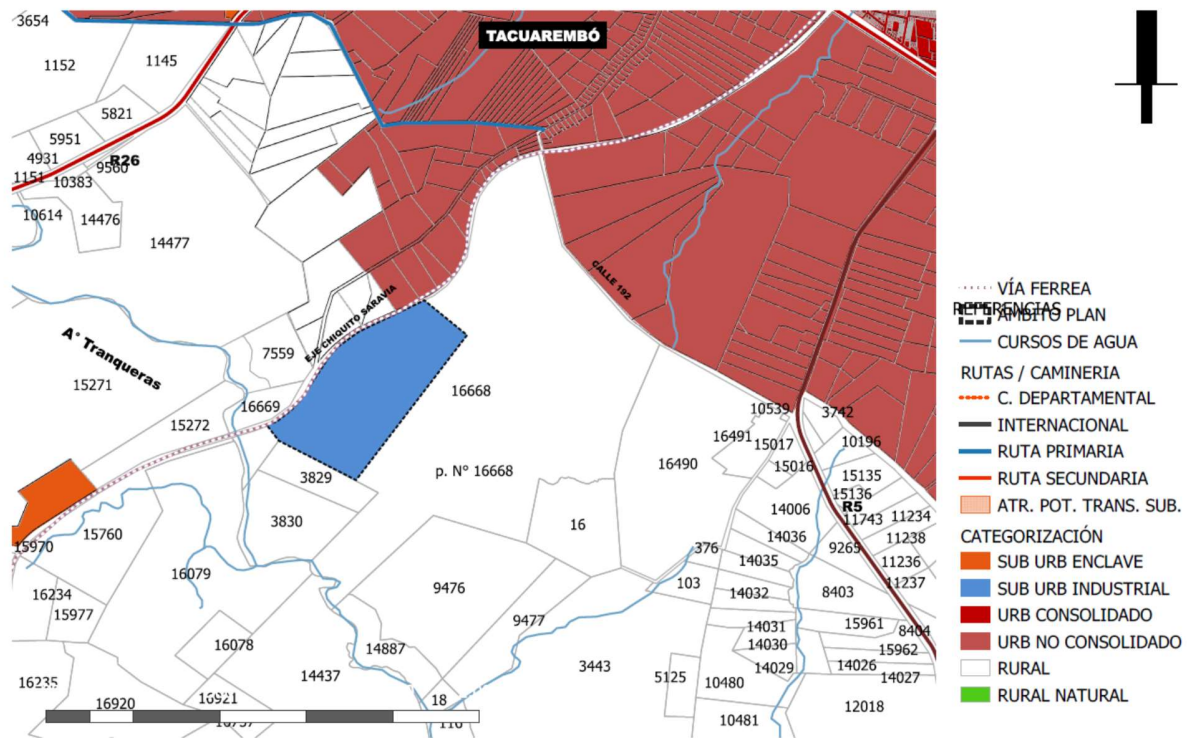 3654
TACUAREMBÓ
1152
1145
5821
5951
4931
R26
1151
9560
10383
10614
14476
14477
CALLE 192
EJE CHIQUITO SARAVIA
A° Tranqueras
7559
15271
16669
16668
15272
10539
3742
16491
15017
10196
16490
15016
3829
p. N° 16668
15135
15136
R5
3830
14006
11743
11234
16
14036
11238
15970
15760
376
9265
14035
11236
16079
103
11237
9476
14032
8403
16234
15977
9477
14031
15961
8404
16078
14887
14030
15962
3443
14029
14026
16235
14437
5125
14027
10480
16920
16921
18
12018
10481
110
VÍA FERREA
REFERENCIAS
ÁMBITO PLAN
CURSOS DE AGUA
RUTAS / CAMINERIA
C. DEPARTAMENTAL
INTERNACIONAL
RUTA PRIMARIA
RUTA SECUNDARIA
ATR. POT. TRANS. SUB.
CATEGORIZACIÓN
SUB URB ENCLAVE
SUB URB INDUSTRIAL
URB CONSOLIDADO
URB NO CONSOLIDADO
RURAL
RURAL NATURAL